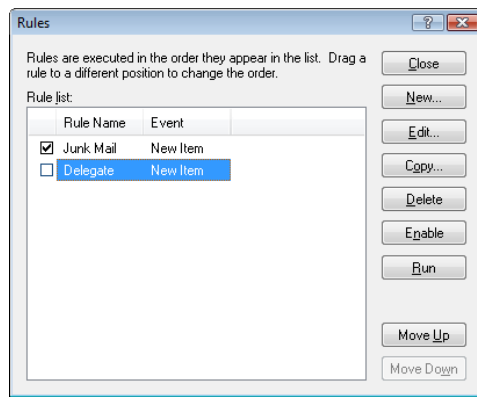 Rules
Rules are executed in the order they appear in the list. Drag a
rule to a different position to change the order.
Rule list:
Rule Name Event
Junk Mail New Item
Delegate New Item
Close
New...
Edit...
Copy...
Delete
Enable
Run
Move Up
Move Down